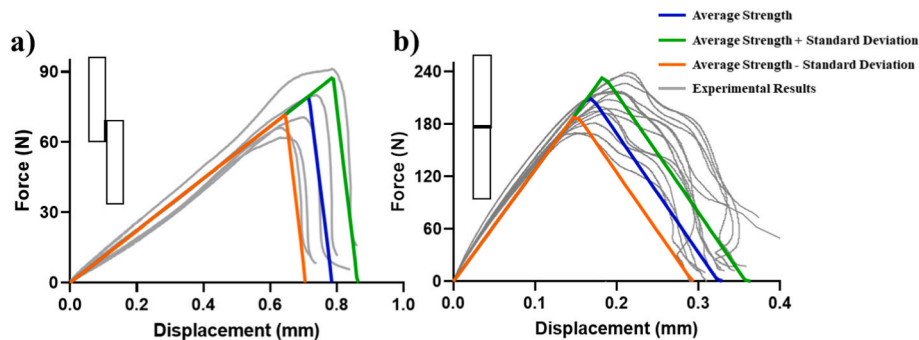 a)
90
60
30
0
Force (N)
0.0 0.2 0.4 0.6 0.8 1.0
Displacement (mm)
b)
240
180
120
60
0
Force (N)
0.0 0.1 0.2 0.3 0.4
Displacement (mm)
Average Strength
Average Strength + Standard Deviation
Average Strength - Standard Deviation
Experimental Results